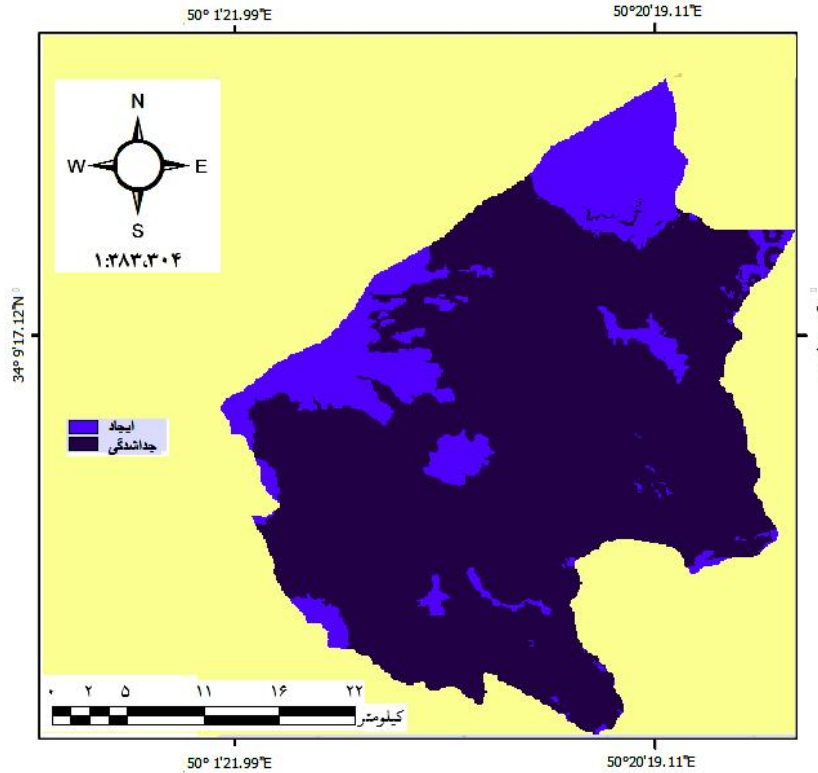 50° 1'21.99"E 50°20'19.11"E
N
W E
S
۱:۳۸۳،۳۰۴
34° 9'17.12"N
ایجاد
جداشدگی
۰ ۲ ۵ ۱۱ ۱۶ ۲۲
کیلومتر
50° 1'21.99"E 50°20'19.11"E